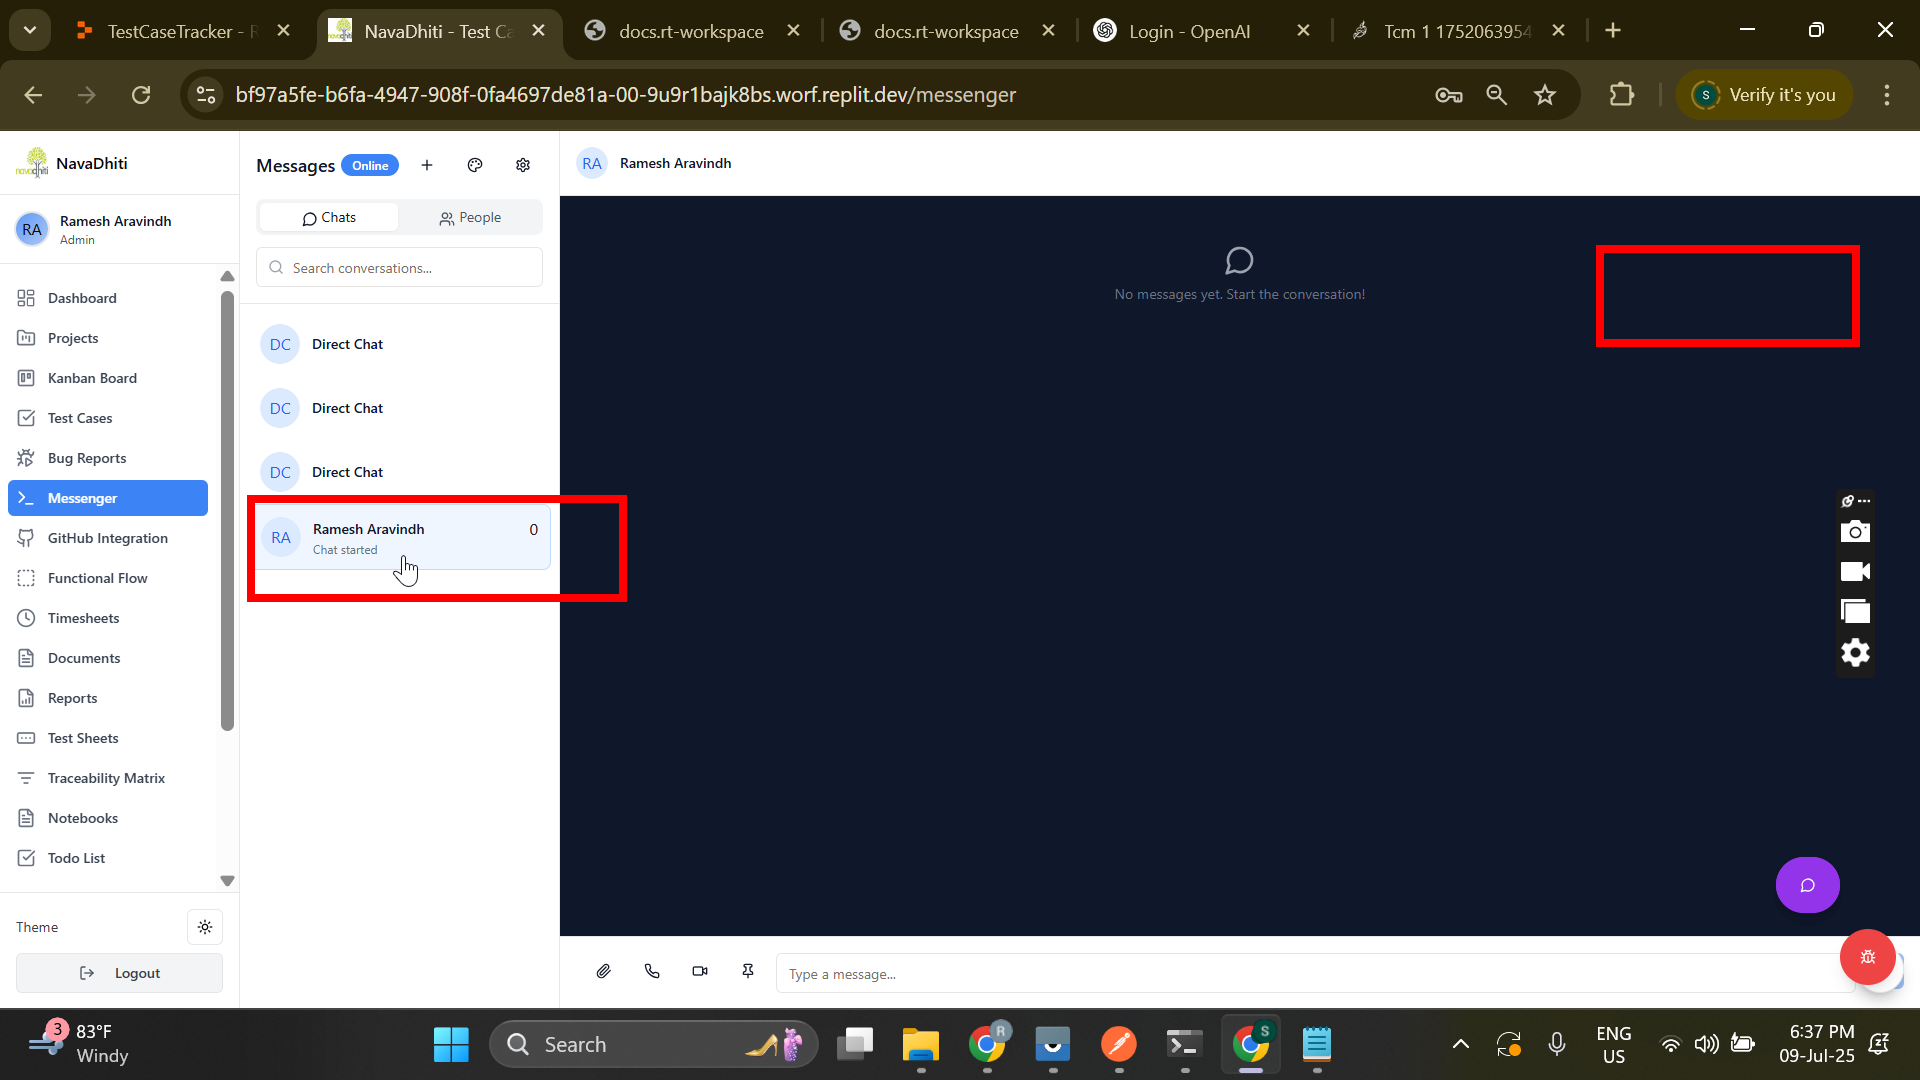 TestCaseTracker - R
NavaDhiti - Test Ca
docs.rt-workspace
docs.rt-workspace
Login - OpenAI
Tcm 1 1752063954
bf97a5fe-b6fa-4947-908f-0fa4697de81a-00-9u9r1bajk8bs.worf.replit.dev/messenger
S
Verify it's you
navadhiti
NavaDhiti
RA
Ramesh Aravindh
Admin
Dashboard
Projects
Kanban Board
Test Cases
Bug Reports
Messenger
GitHub Integration
Functional Flow
Timesheets
Documents
Reports
Test Sheets
Traceability Matrix
Notebooks
Todo List
Theme
Logout
Messages
Online
Chats
People
Search conversations...
DC
Direct Chat
DC
Direct Chat
DC
Direct Chat
RA
Ramesh Aravindh
0
Chat started
RA
Ramesh Aravindh
No messages yet. Start the conversation!
Type a message...
3
83°F
Windy
Search
R
S
ENG
US
6:37 PM
09-Jul-25